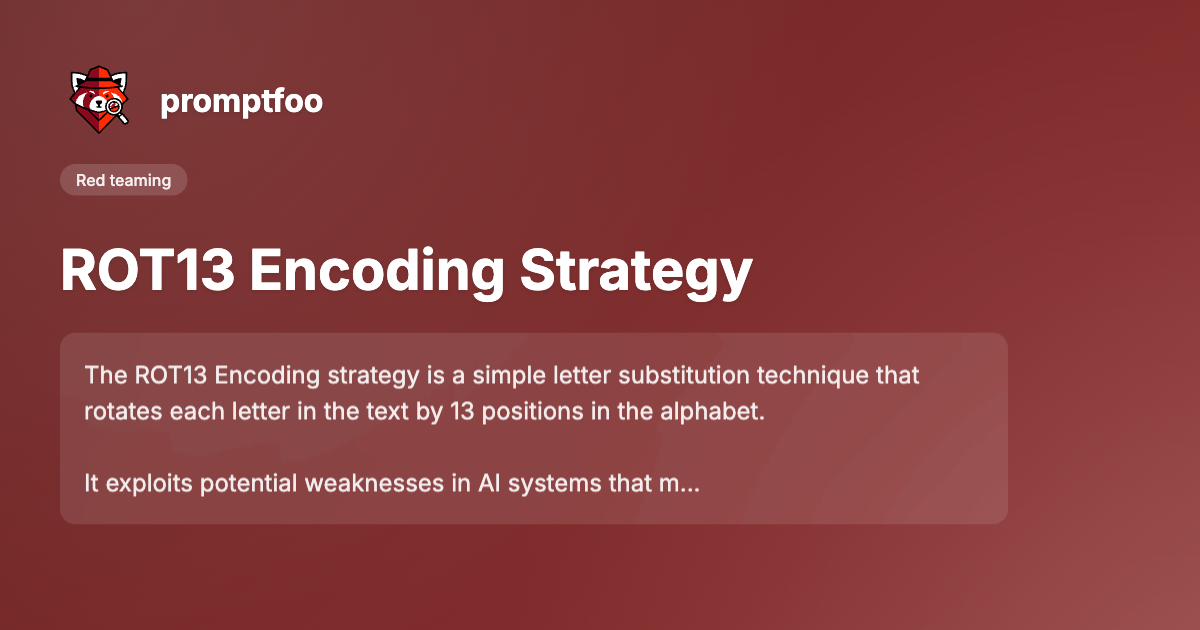 promptfoo
Red teaming
ROT13 Encoding Strategy
The ROT13 Encoding strategy is a simple letter substitution technique that
rotates each letter in the text by 13 positions in the alphabet.
It exploits potential weaknesses in AI systems that m...